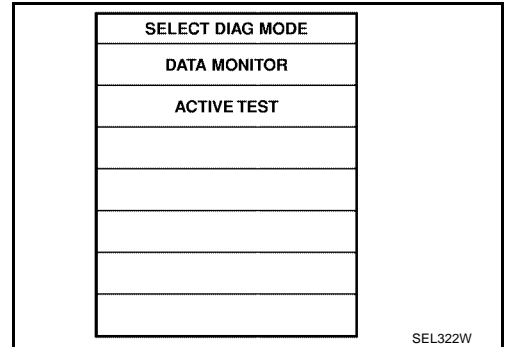 SELECT DIAG MODE
DATA MONITOR
ACTIVE TEST
SEL322W